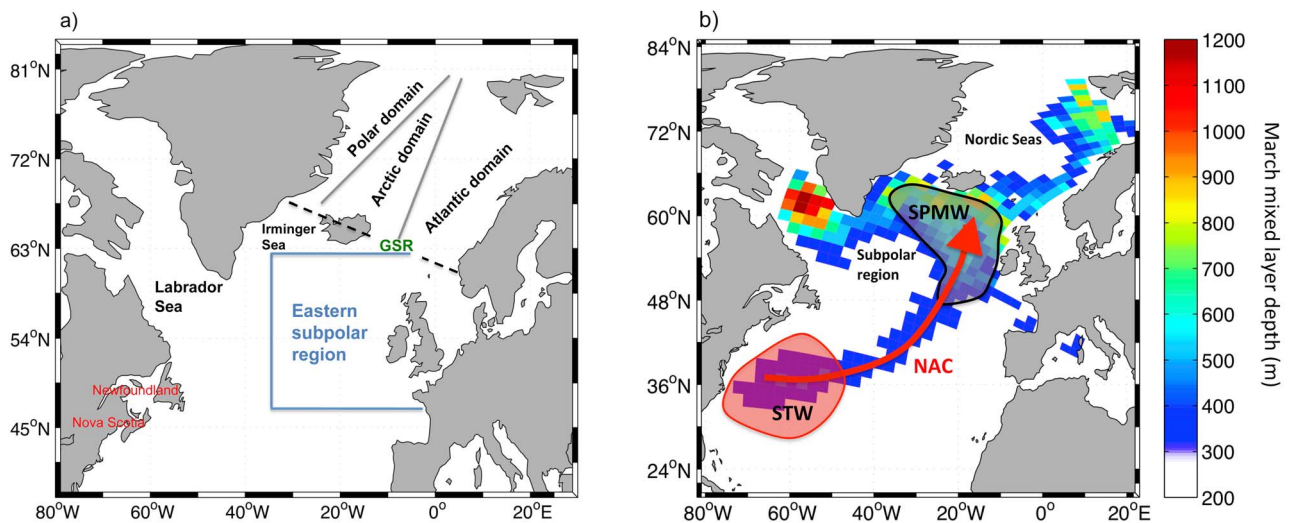 a)
81°N
72°N
63°N
54°N
45°N
80°W
60°W
40°W
20°W
0°
20°E
Polar domain
Arctic domain
Atlantic domain
Irminger
Sea
GSR
Labrador
Sea
Eastern
subpolar
region
Newfoundland
Nova Scotia
b)
84°N
72°N
60°N
48°N
36°N
24°N
80°W
60°W
40°W
20°W
0°
20°E
Nordic Seas
SPMW
Subpolar
region
NAC
STW
1200
1100
1000
900
800
700
600
500
400
300
200
March mixed layer depth (m)